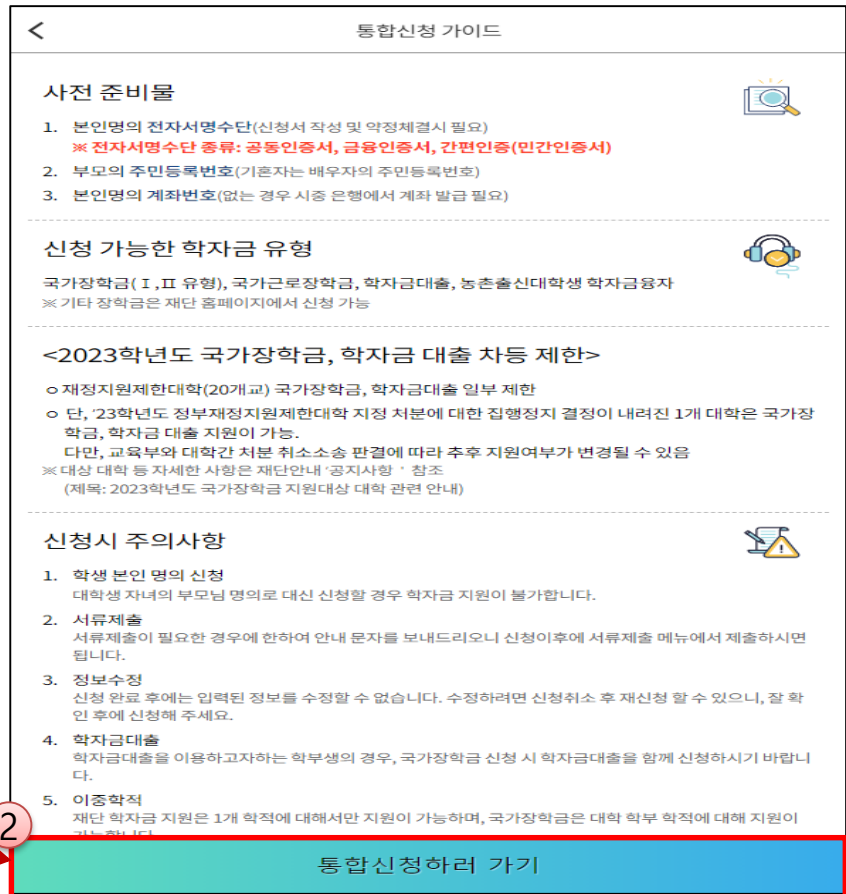 통합신청 가이드
사전 준비물
1. 본인명의 전자서명수단(신청서 작성 및 약정체결시 필요)
※ 전자서명수단 종류: 공동인증서, 금융인증서, 간편인증(민간인증서)
2. 부모의 주민등록번호(기혼자는 배우자의 주민등록번호)
3. 본인명의 계좌번호(없는 경우 시중 은행에서 계좌 발급 필요)
신청 가능한 학자금 유형
국가장학금(Ⅰ,Ⅱ 유형), 국가근로장학금, 학자금대출, 농촌출신대학생 학자금융자
※ 기타 장학금은 재단 홈페이지에서 신청 가능
<2023학년도 국가장학금, 학자금 대출 차등 제한>
ㅇ 재정지원제한대학(20개교) 국가장학금, 학자금대출 일부 제한
ㅇ 단, ‘23학년도 정부재정지원제한대학 지정 처분에 대한 집행정지 결정이 내려진 1개 대학은 국가장
학금, 학자금 대출 지원이 가능.
다만, 교육부와 대학간 처분 취소소송 판결에 따라 추후 지원여부가 변경될 수 있음
※ 대상 대학 등 자세한 사항은 재단안내 ‘공지사항 ‘ 참조
(제목: 2023학년도 국가장학금 지원대상 대학 관련 안내)
신청시 주의사항
1. 학생 본인 명의 신청
대학생 자녀의 부모님 명의로 대신 신청할 경우 학자금 지원이 불가합니다.
2. 서류제출
서류제출이 필요한 경우에 한하여 안내 문자를 보내드리오니 신청이후에 서류제출 메뉴에서 제출하시면
됩니다.
3. 정보수정
신청 완료 후에는 입력된 정보를 수정할 수 없습니다. 수정하려면 신청취소 후 재신청 할 수 있으니, 잘 확
인 후에 신청해 주세요.
4. 학자금대출
학자금대출을 이용하고자하는 학부생의 경우, 국가장학금 신청 시 학자금대출을 함께 신청하시기 바랍니
다.
5. 이중학적
재단 학자금 지원은 1개 학적에 대해서만 지원이 가능하며, 국가장학금은 대학 학부 학적에 대해 지원이
2
통합신청하러 가기